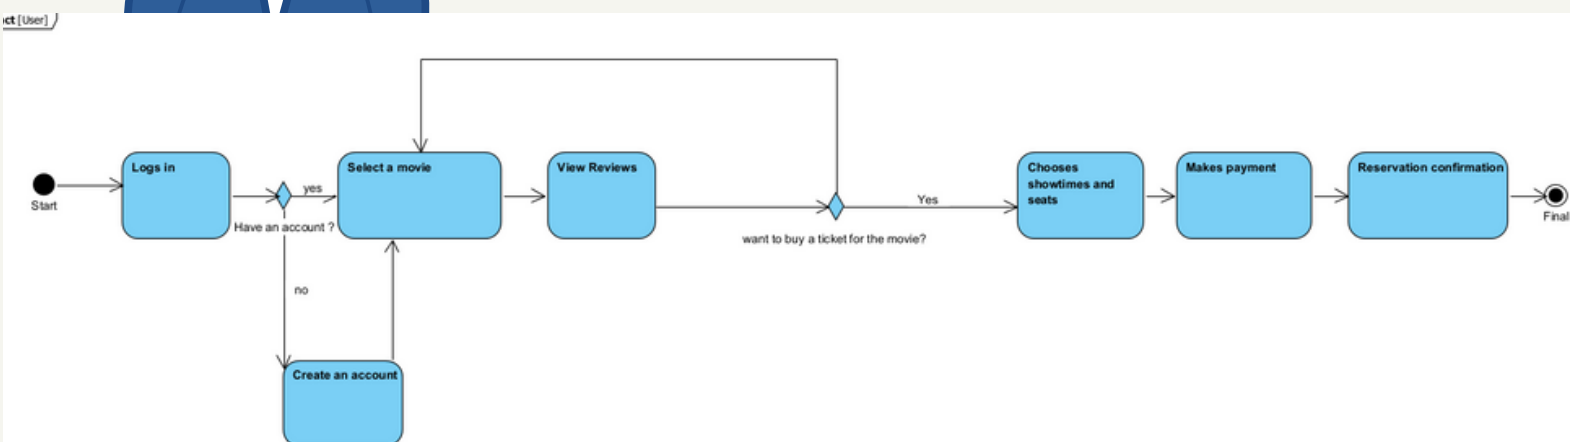 ct [User]
Start
Logs in
yes
Have an account ?
no
Create an account
Select a movie
View Reviews
want to buy a ticket for the movie?
Yes
Chooses
showtimes and
seats
Makes payment
Reservation confirmation
Final